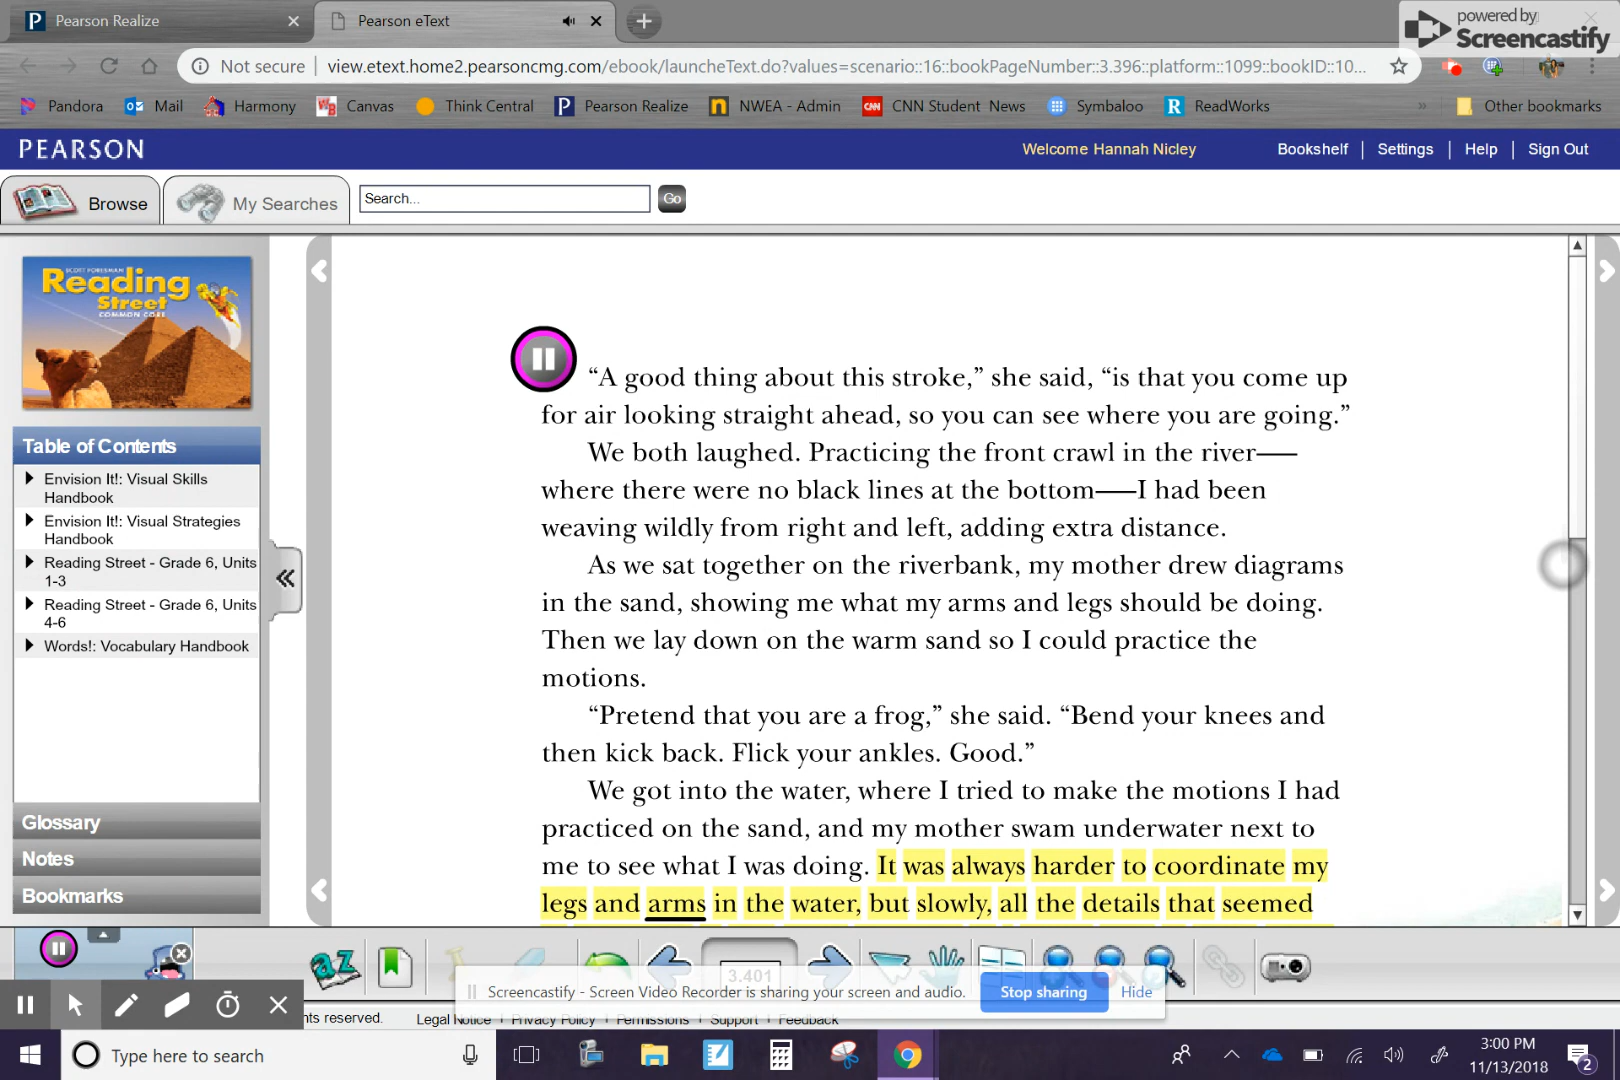 Pearson Realize
Pearson eText
powered by
Screencastify
Not secure
view.etext.home2.pearsoncmg.com/ebook/launcheText.do?values=scenario::16::bookPageNumber::3.396::platform::1099::bookID::10...
Pandora
Mail
Harmony
Canvas
Think Central
Pearson Realize
NWEA - Admin
CNN Student News
Symbaloo
ReadWorks
Other bookmarks
PEARSON
Welcome Hannah Nicley
Bookshelf | Settings | Help | Sign Out
Browse
My Searches
Search...
Go
SCOTT FORESMAN
Reading
Street
COMMON CORE
Table of Contents
Envision It!: Visual Skills
Handbook
Envision It!: Visual Strategies
Handbook
Reading Street - Grade 6, Units
1-3
Reading Street - Grade 6, Units
4-6
Words!: Vocabulary Handbook
Glossary
Notes
Bookmarks
“A good thing about this stroke,” she said, “is that you come up
for air looking straight ahead, so you can see where you are going.”
We both laughed. Practicing the front crawl in the river—
where there were no black lines at the bottom—I had been
weaving wildly from right and left, adding extra distance.
As we sat together on the riverbank, my mother drew diagrams
in the sand, showing me what my arms and legs should be doing.
Then we lay down on the warm sand so I could practice the
motions.
“Pretend that you are a frog,” she said. “Bend your knees and
then kick back. Flick your ankles. Good.”
We got into the water, where I tried to make the motions I had
practiced on the sand, and my mother swam underwater next to
me to see what I was doing. It was always harder to coordinate my
legs and arms in the water, but slowly, all the details that seemed
3.401
Screencastify - Screen Video Recorder is sharing your screen and audio.
Stop sharing
Hide
nts reserved.
Legal Notice | Privacy Policy | Permissions | Support | Feedback
Type here to search
3:00 PM
11/13/2018
2